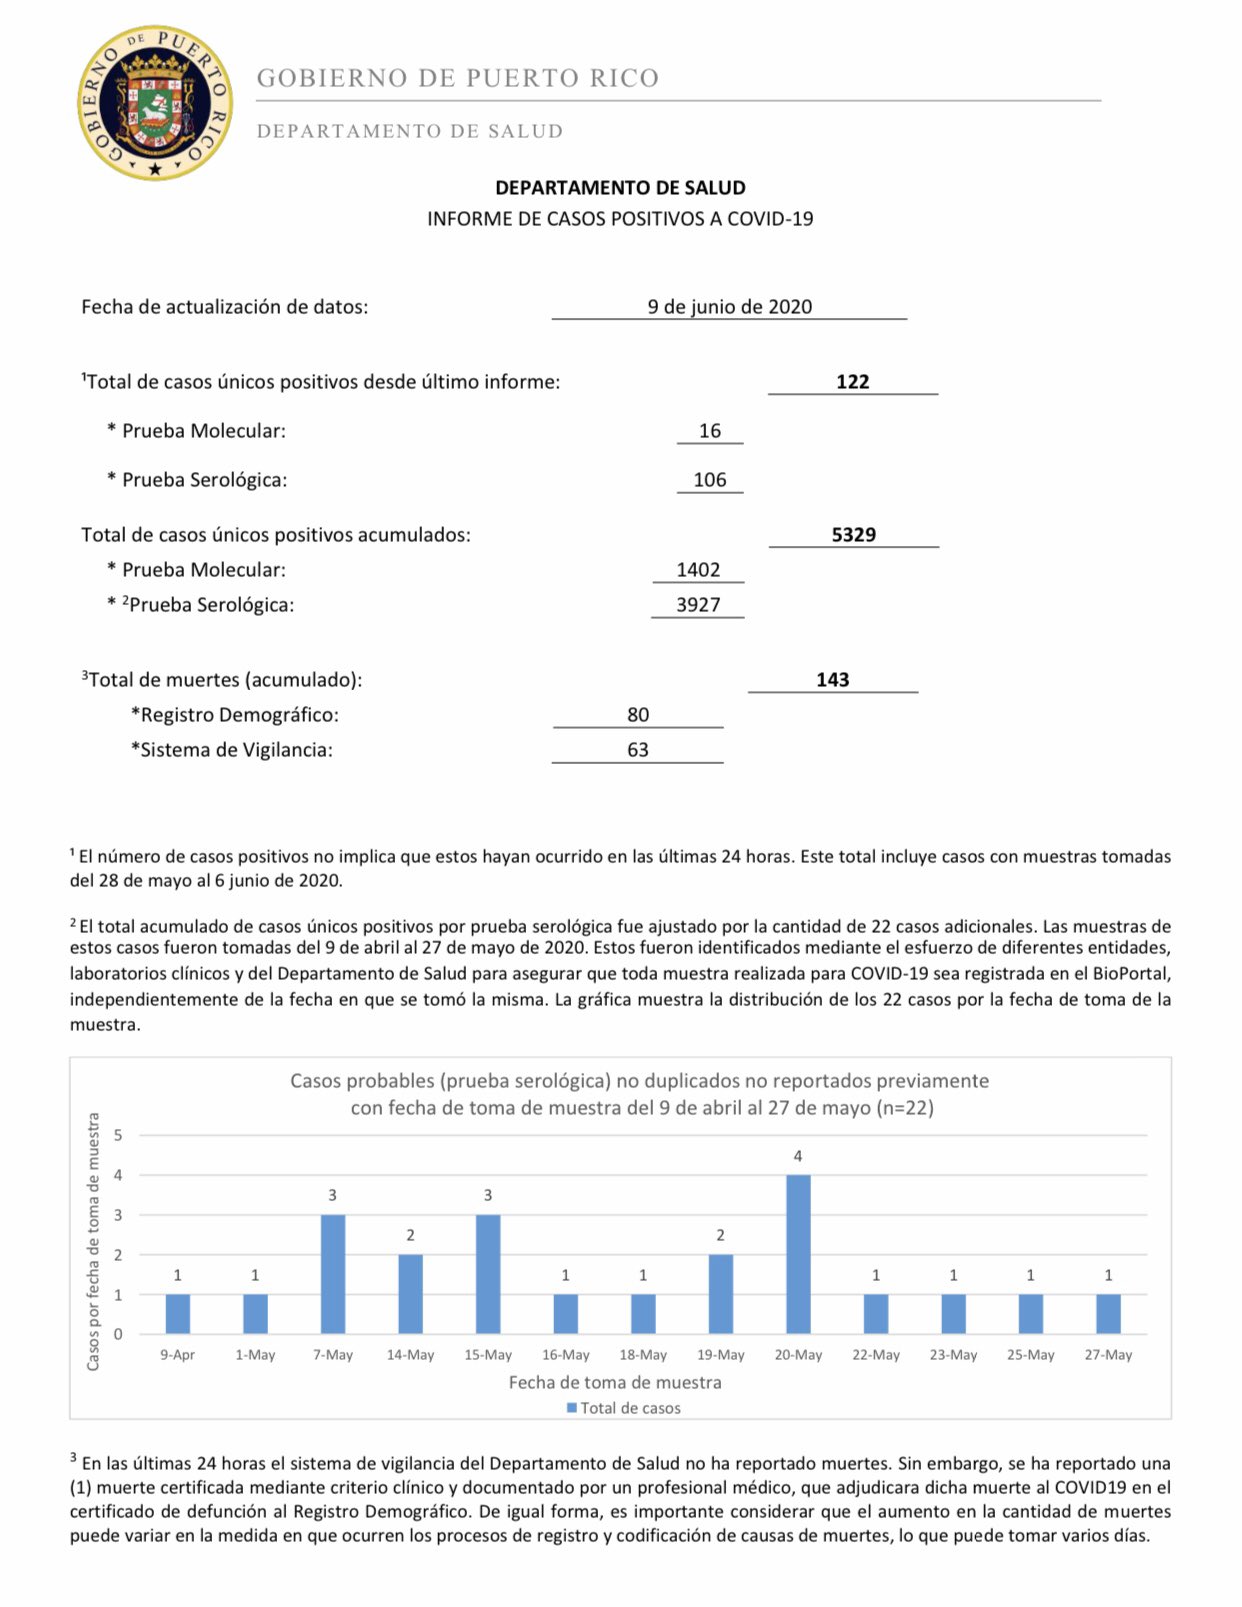 GOBIERNO DE PUERTO RICO
GOBIERNO DE PUERTO RICO
DEPARTAMENTO DE SALUD
DEPARTAMENTO DE SALUD
INFORME DE CASOS POSITIVOS A COVID-19
Fecha de actualización de datos: 9 de junio de 2020
¹Total de casos únicos positivos desde último informe: 122
* Prueba Molecular: 16
* Prueba Serológica: 106
Total de casos únicos positivos acumulados: 5329
* Prueba Molecular: 1402
* ²Prueba Serológica: 3927
³Total de muertes (acumulado): 143
*Registro Demográfico: 80
*Sistema de Vigilancia: 63
¹ El número de casos positivos no implica que estos hayan ocurrido en las últimas 24 horas. Este total incluye casos con muestras tomadas
del 28 de mayo al 6 junio de 2020.
² El total acumulado de casos únicos positivos por prueba serológica fue ajustado por la cantidad de 22 casos adicionales. Las muestras de
estos casos fueron tomadas del 9 de abril al 27 de mayo de 2020. Estos fueron identificados mediante el esfuerzo de diferentes entidades,
laboratorios clínicos y del Departamento de Salud para asegurar que toda muestra realizada para COVID-19 sea registrada en el BioPortal,
independientemente de la fecha en que se tomó la misma. La gráfica muestra la distribución de los 22 casos por la fecha de toma de la
muestra.
Casos probables (prueba serológica) no duplicados no reportados previamente
con fecha de toma de muestra del 9 de abril al 27 de mayo (n=22)
Casos por fecha de toma de muestra
5
4
3
2
1
0
1 1 3 2 3 1 1 2 4 1 1 1 1
9-Apr 1-May 7-May 14-May 15-May 16-May 18-May 19-May 20-May 22-May 23-May 25-May 27-May
Fecha de toma de muestra
Total de casos
³ En las últimas 24 horas el sistema de vigilancia del Departamento de Salud no ha reportado muertes. Sin embargo, se ha reportado una
(1) muerte certificada mediante criterio clínico y documentado por un profesional médico, que adjudicara dicha muerte al COVID19 en el
certificado de defunción al Registro Demográfico. De igual forma, es importante considerar que el aumento en la cantidad de muertes
puede variar en la medida en que ocurren los procesos de registro y codificación de causas de muertes, lo que puede tomar varios días.